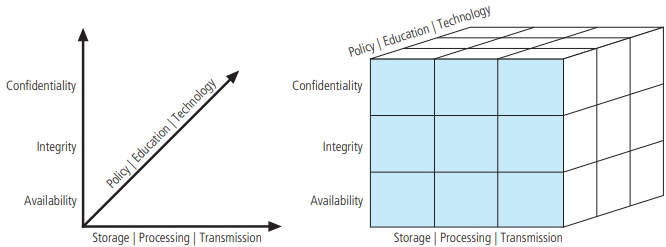 Confidentiality
Integrity
Availability
Policy | Education | Technology
Storage | Processing | Transmission
Policy | Education | Technology
Confidentiality
Integrity
Availability
Storage | Processing | Transmission